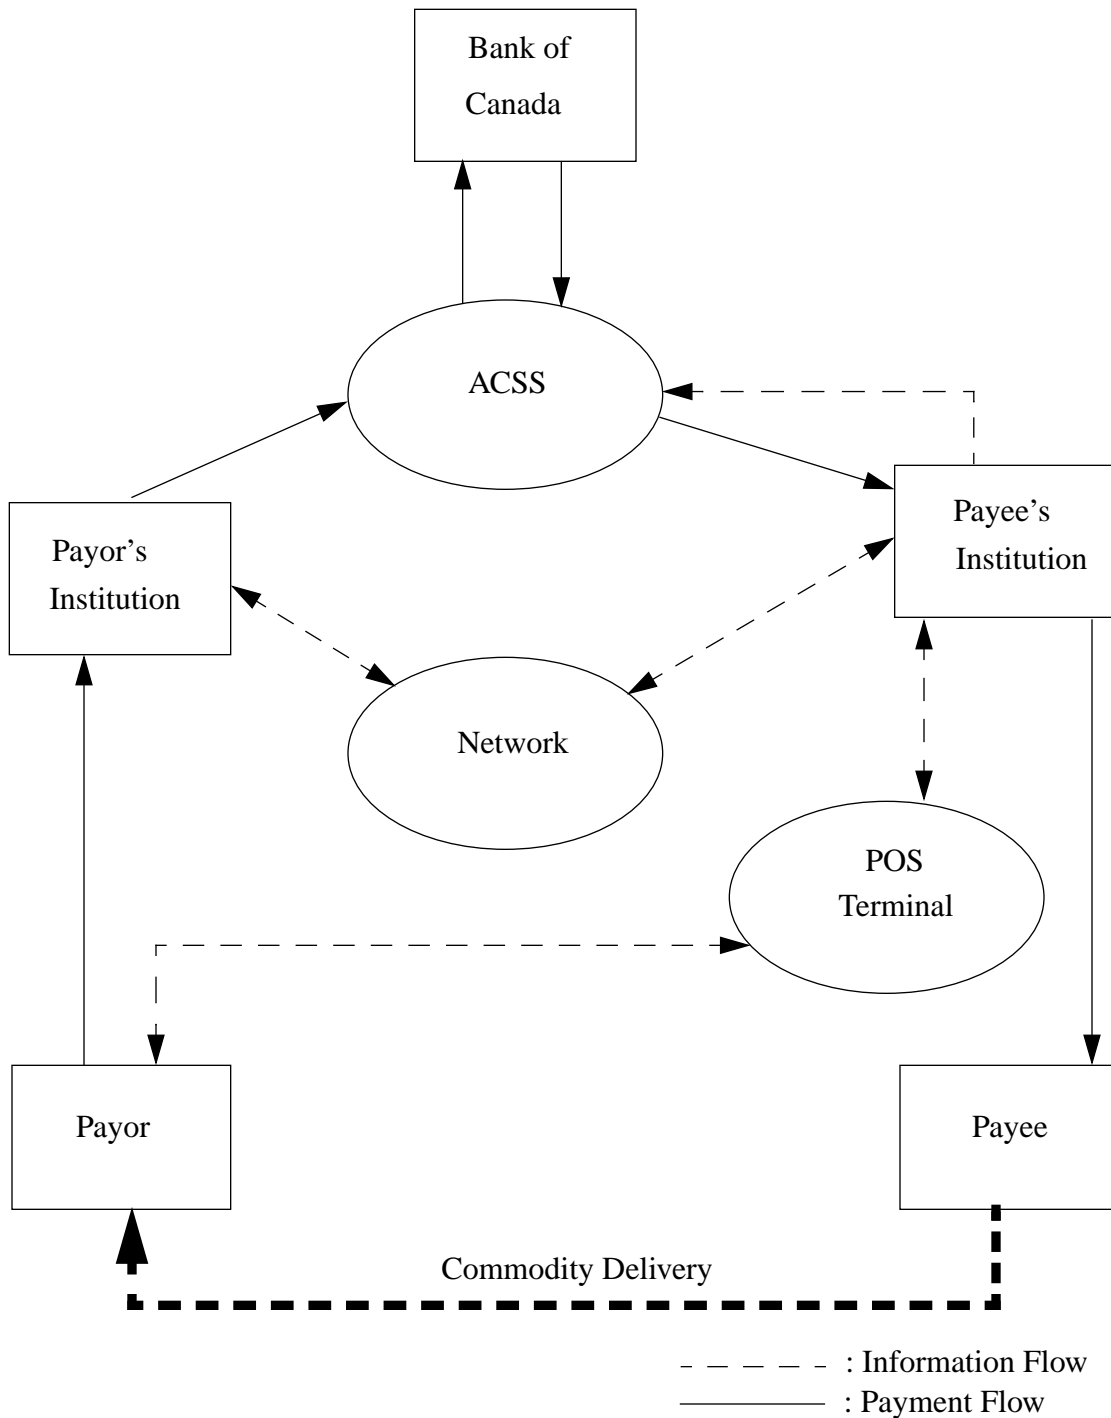 Bank of
Canada
ACSS
Payor’s
Institution
Payee’s
Institution
Network
POS
Terminal
Payor
Payee
Commodity Delivery
: Information Flow
: Payment Flow